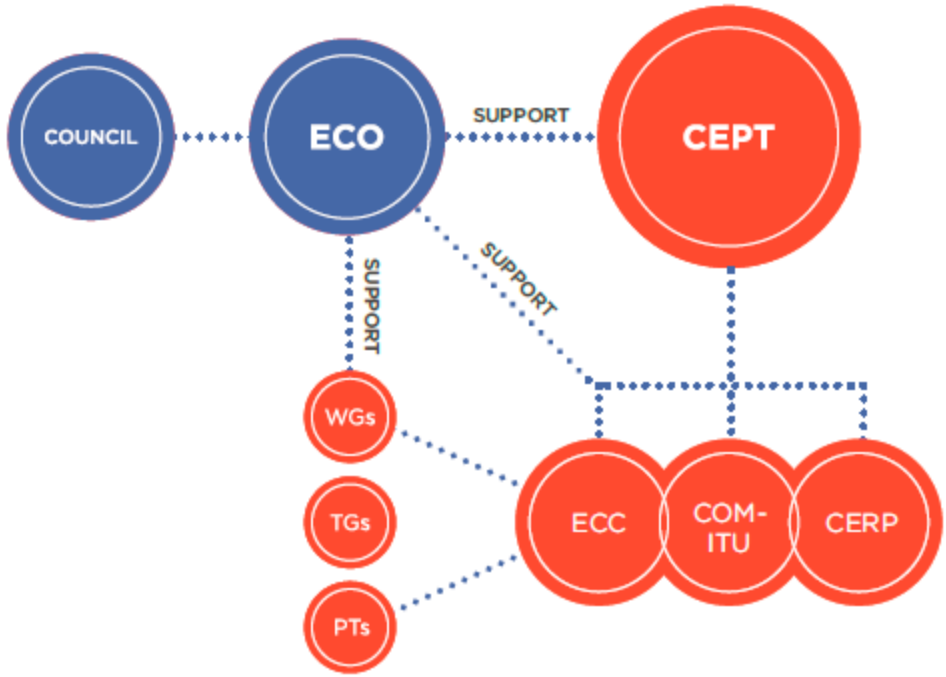 COUNCIL
ECO
SUPPORT
CEPT
SUPPORT
SUPPORT
WGs
TGs
PTs
ECC
COM-
ITU
CERP